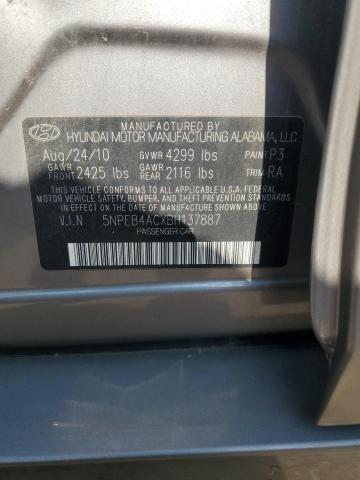 MANUFACTURED BY
HYUNDAI MOTOR MANUFACTURING ALABAMA, LLC
Aug/24/10 GVWR 4299 lbs PAINT P3
GAWR FRONT 2425 lbs GAWR REAR 2116 lbs TRIM RA
THIS VEHICLE CONFORMS TO ALL APPLICABLE U.S.A. FEDERAL
MOTOR VEHICLE SAFETY, BUMPER, AND THEFT PREVENTION STANDARDS
IN EFFECT ON THE DATE OF MANUFACTURE SHOWN ABOVE.
V.I.N 5NPEB4ACXBH137887
PASSENGER CAR